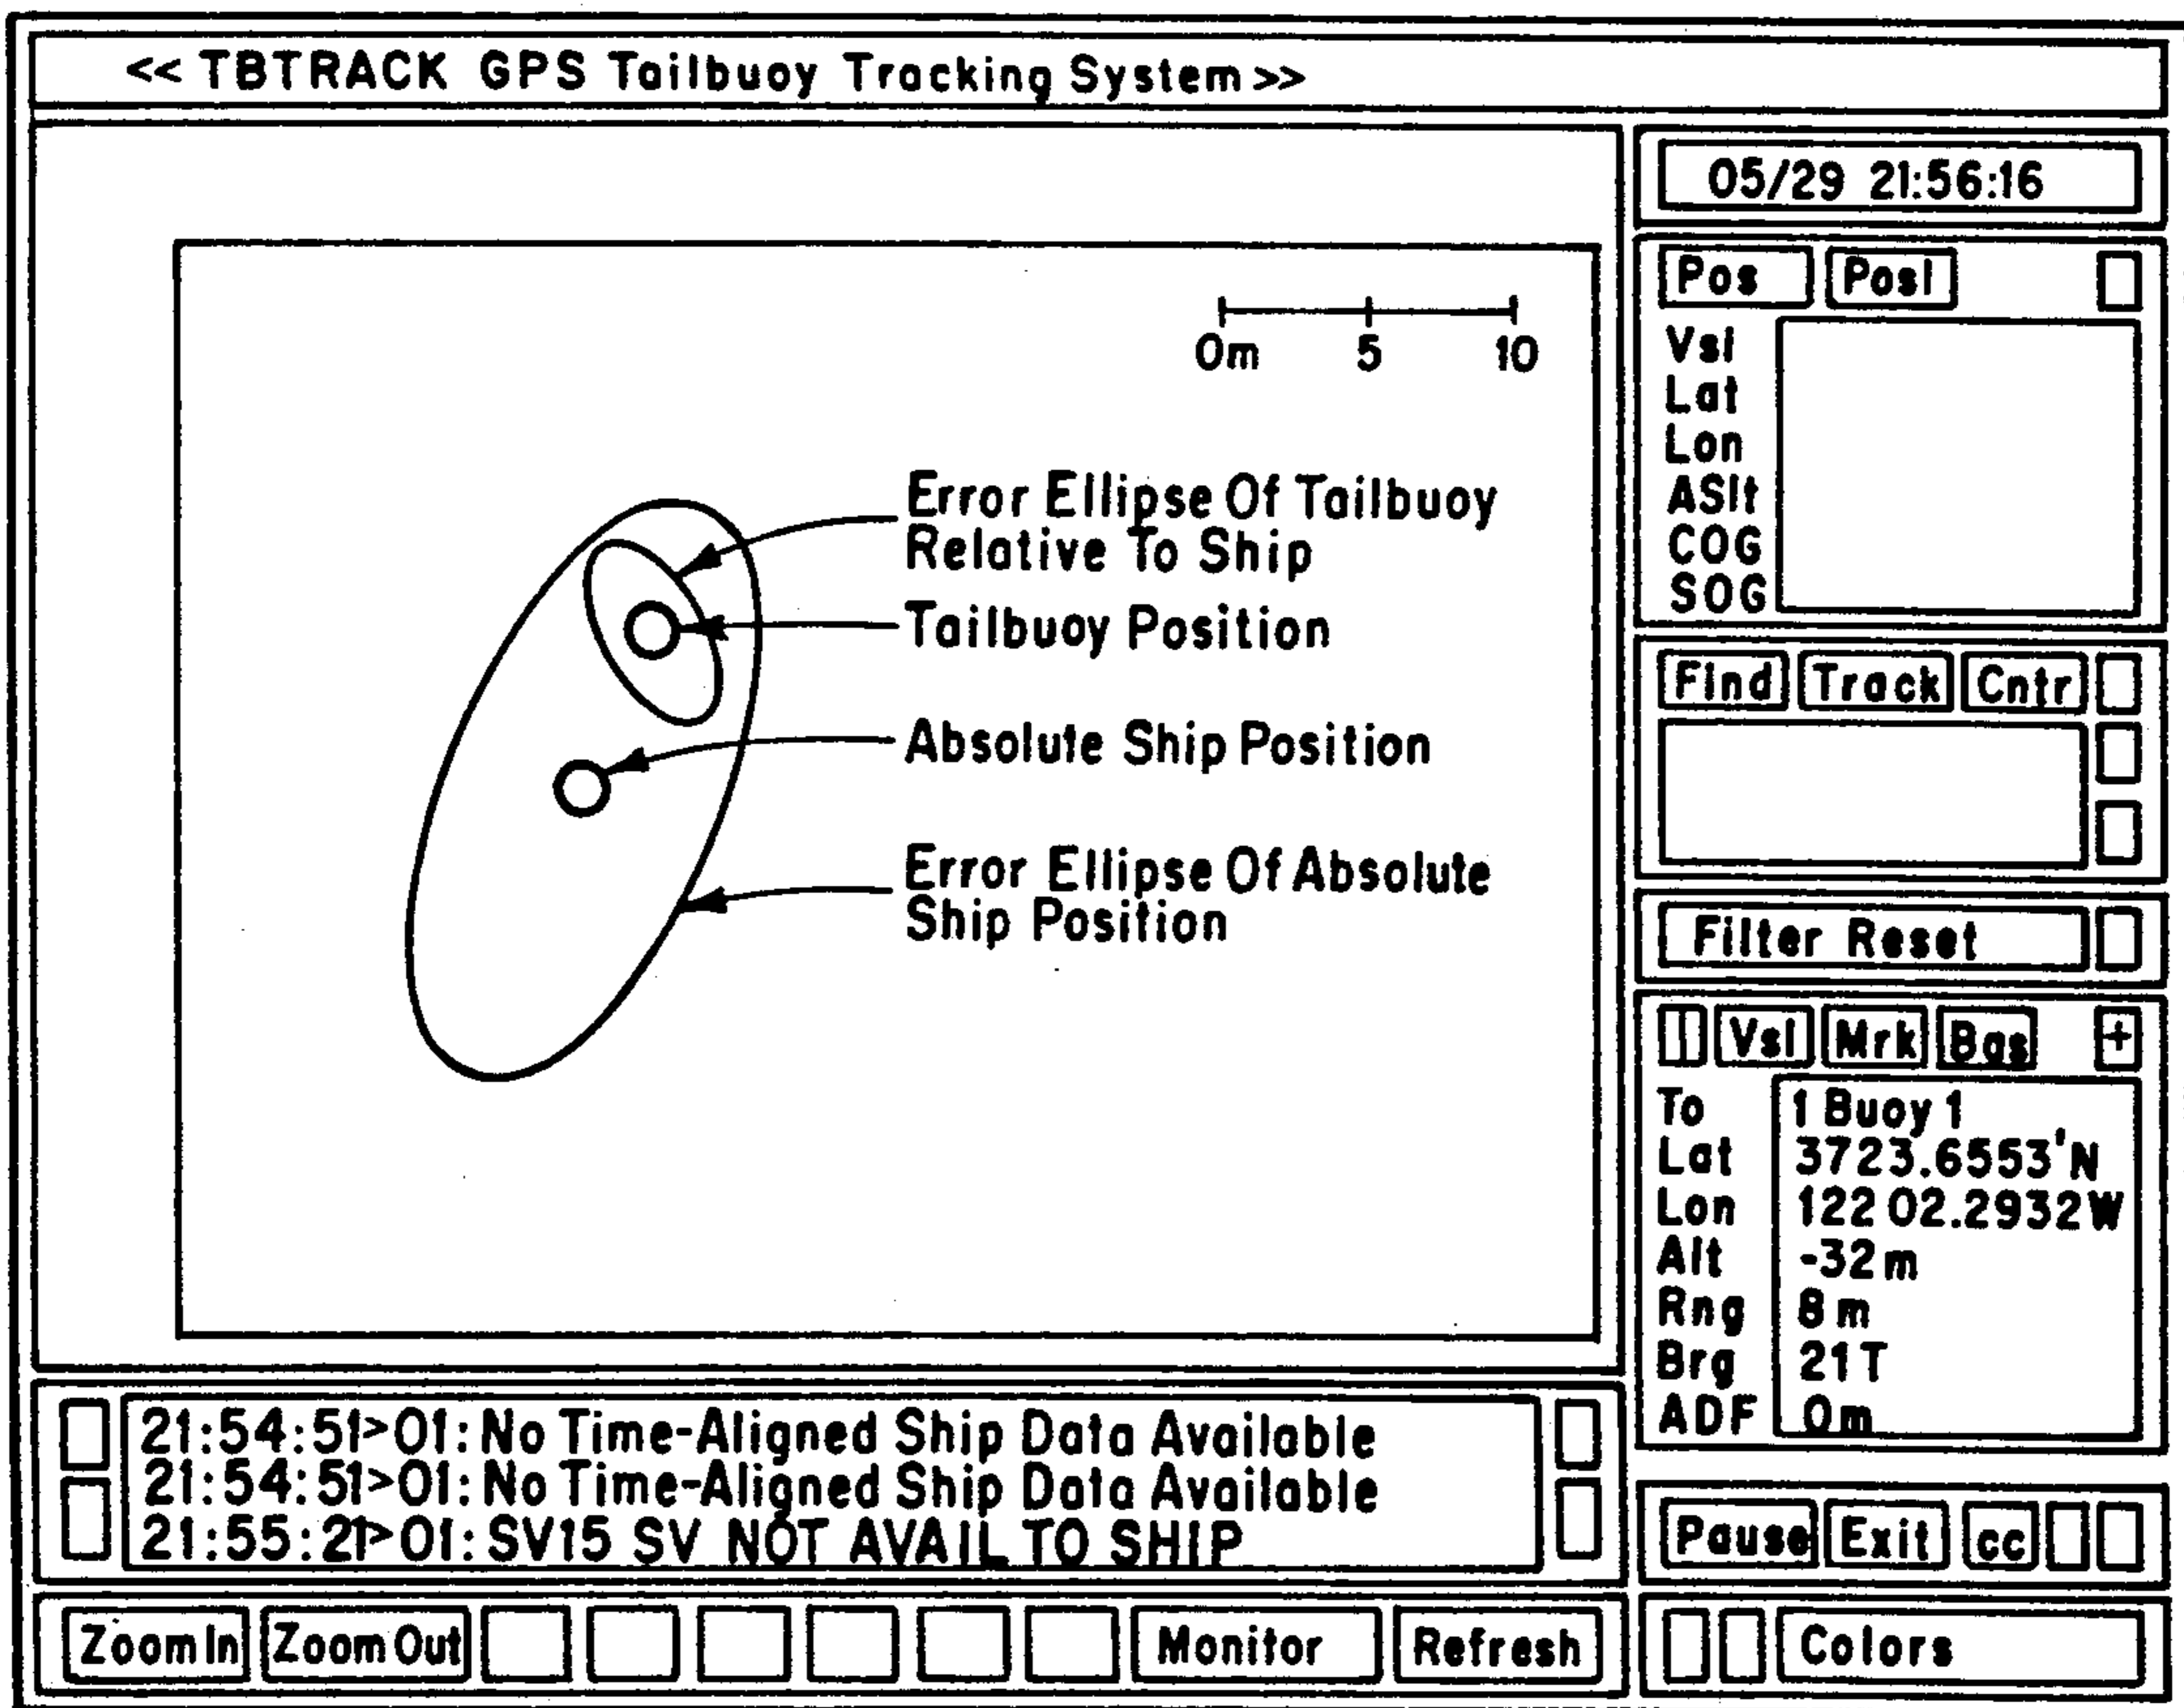 << TBTRACK GPS Tailbuoy Tracking System >>
05/29 21:56:16
0m 5 10
Error Ellipse Of Tailbuoy
Relative To Ship
Tailbuoy Position
Absolute Ship Position
Error Ellipse Of Absolute
Ship Position
Pos Posl
Vsl
Lat
Lon
ASlt
COG
SOG
Find Track Cntr
Filter Reset
Vsl Mrk Bas +
To 1 Buoy 1
Lat 3723.6553'N
Lon 122 02.2932W
Alt -32m
Rng 8m
Brg 21T
ADF 0m
21:54:51>01: No Time-Aligned Ship Data Available
21:54:51>01: No Time-Aligned Ship Data Available
21:55:21>01: SV15 SV NOT AVAIL TO SHIP
Pause Exit cc
Zoom In Zoom Out Monitor Refresh
Colors